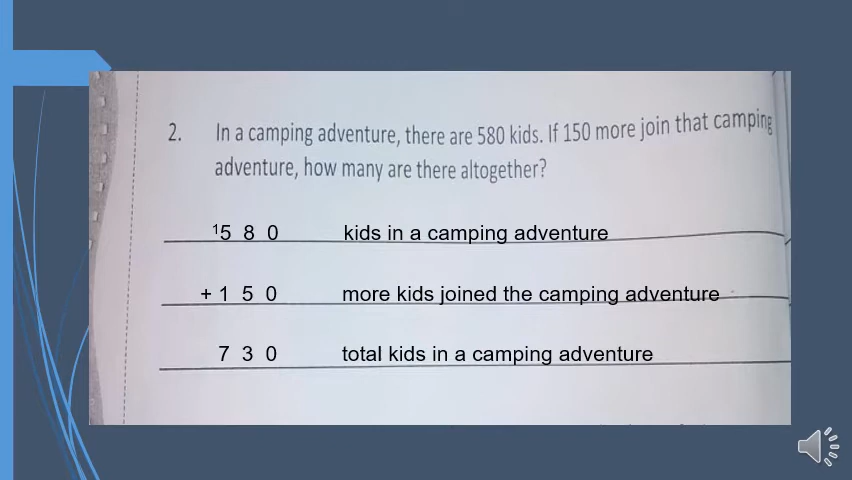 2. In a camping adventure, there are 580 kids. If 150 more join that camping
adventure, how many are there altogether?
¹5 8 0 kids in a camping adventure
+ 1 5 0 more kids joined the camping adventure
7 3 0 total kids in a camping adventure